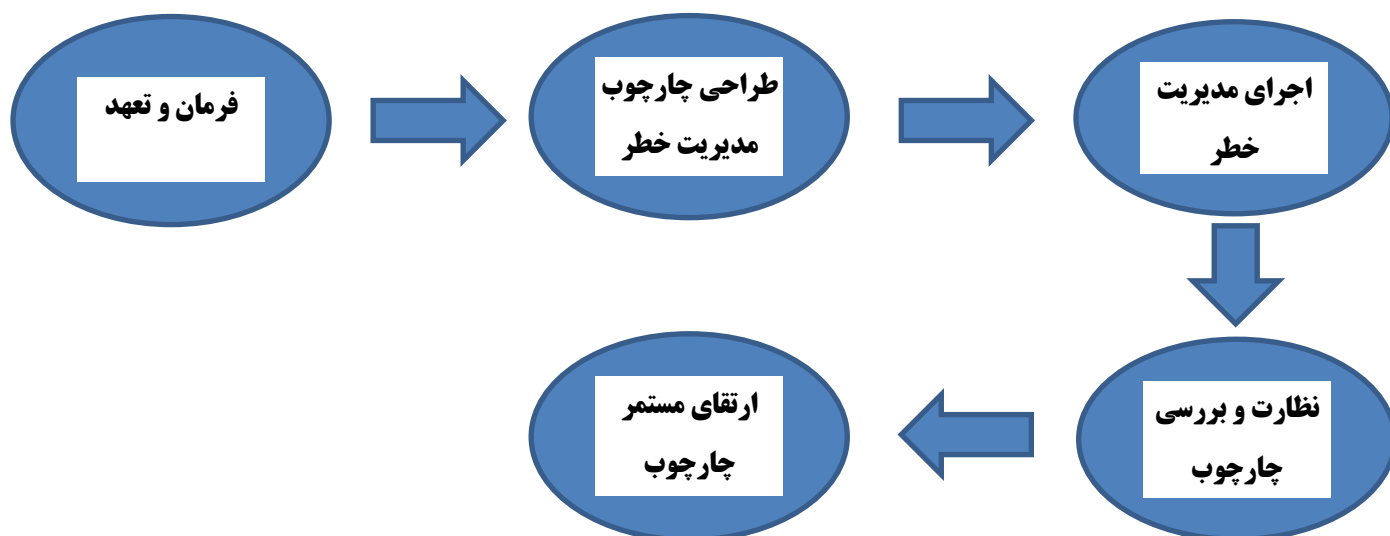 فرمان و تعهد
طراحی چارچوب
مدیریت خطر
اجرای مدیریت
خطر
نظارت و بررسی
چارچوب
ارتقای مستمر
چارچوب